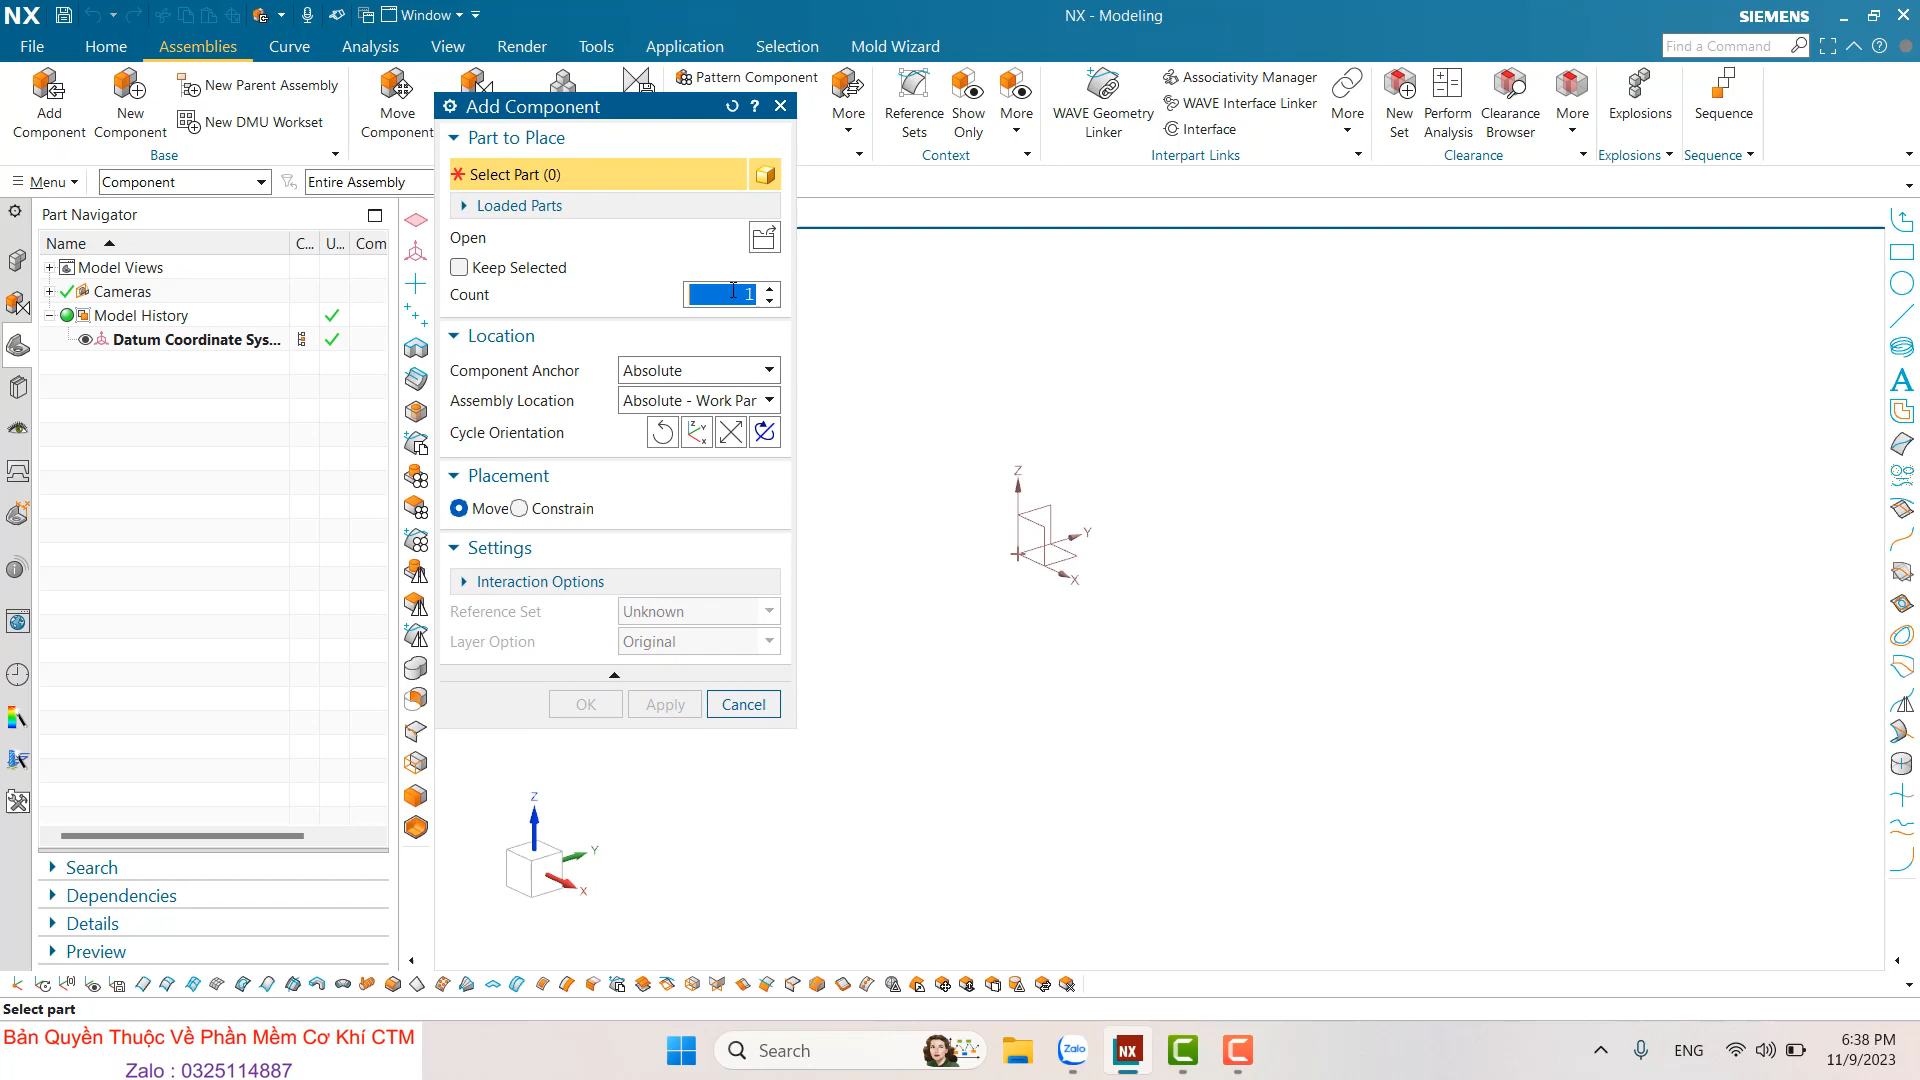 NX
Window
NX - Modeling
SIEMENS
File
Home
Assemblies
Curve
Analysis
View
Render
Tools
Application
Selection
Mold Wizard
Find a Command
Add Component
New Component
New Parent Assembly
New DMU Workset
Move Component
Pattern Component
More
Reference Sets
Show Only
More
WAVE Geometry Linker
Associativity Manager
WAVE Interface Linker
Interface
More
New Set
Perform Analysis
Clearance Browser
More
Explosions
Sequence
Base
Context
Interpart Links
Clearance
Explosions
Sequence
Menu
Component
Entire Assembly
Part Navigator
Name
C...
U...
Com
Model Views
Cameras
Model History
Datum Coordinate Sys...
Search
Dependencies
Details
Preview
Add Component
Part to Place
* Select Part (0)
Loaded Parts
Open
Keep Selected
Count
1
Location
Component Anchor
Absolute
Assembly Location
Absolute - Work Par
Cycle Orientation
Placement
Move
Constrain
Settings
Interaction Options
Reference Set
Unknown
Layer Option
Original
OK
Apply
Cancel
Z
Y
X
Z
Y
X
Select part
Bản Quyền Thuộc Về Phần Mềm Cơ Khí CTM
Zalo : 0325114887
Search
Zalo
NX
ENG
6:38 PM
11/9/2023